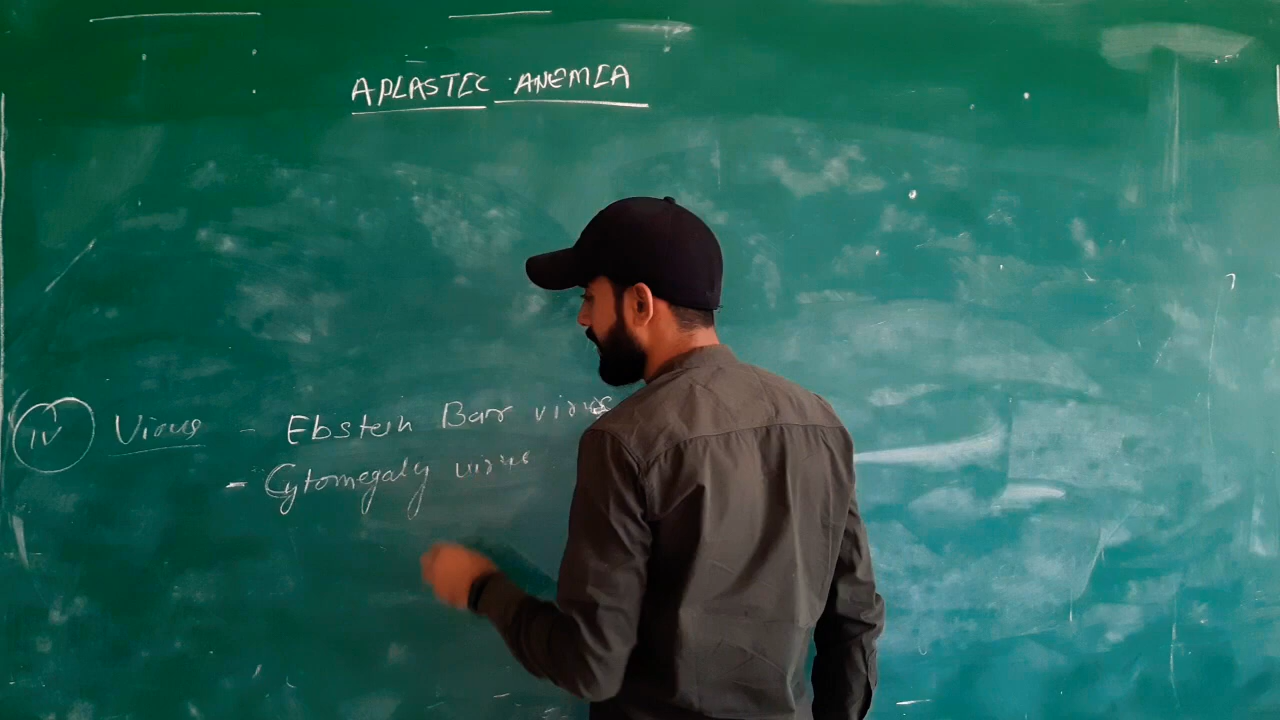 APLASTIC ANEMIA
IV Virus - Ebstein Barr virus
- Cytomegaly virus